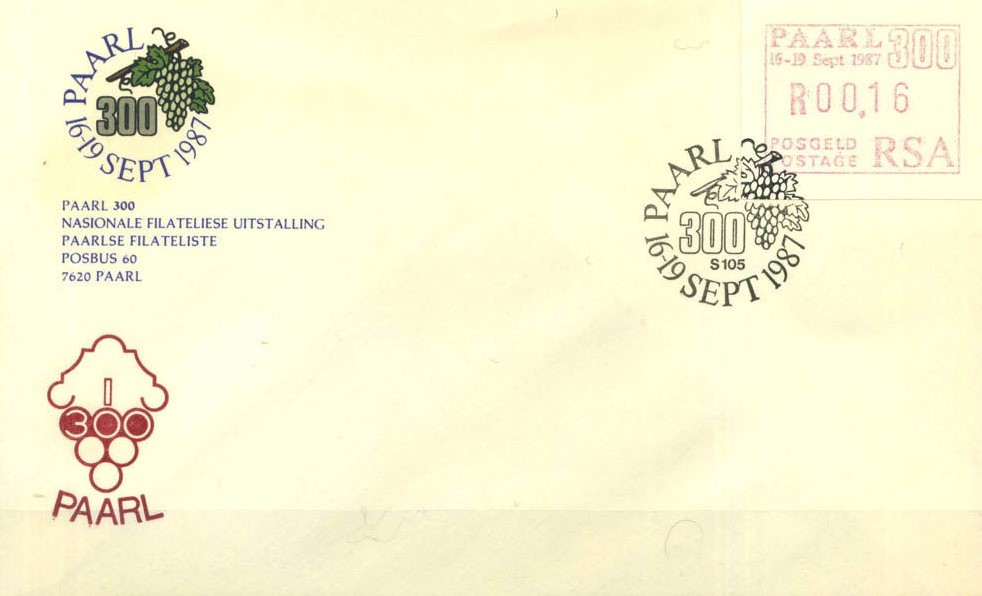 PAARL
300
16-19 SEPT 1987
PAARL 300
NASIONALE FILATELIESE UITSTALLING
PAARLSE FILATELISTE
POSBUS 60
7620 PAARL
300
PAARL
PAARL 300
16-19 Sept 1987
R00,16
POSGELD
POSTAGE RSA
PAARL
300
S105
16-19 SEPT 1987